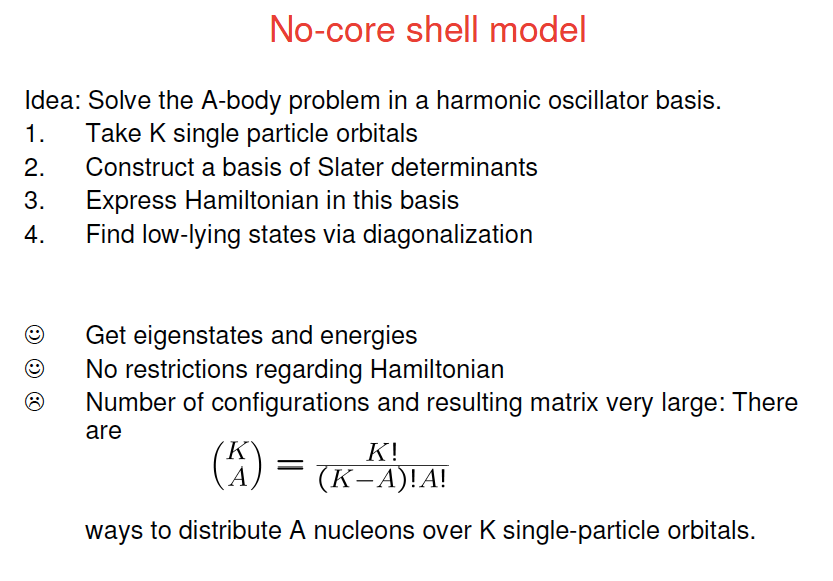 No-core shell model
Idea: Solve the A-body problem in a harmonic oscillator basis.
1. Take K single particle orbitals
2. Construct a basis of Slater determinants
3. Express Hamiltonian in this basis
4. Find low-lying states via diagonalization
☺ Get eigenstates and energies
☺ No restrictions regarding Hamiltonian
☹ Number of configurations and resulting matrix very large: There
are
(K A) = K! / (K−A)!A!
ways to distribute A nucleons over K single-particle orbitals.